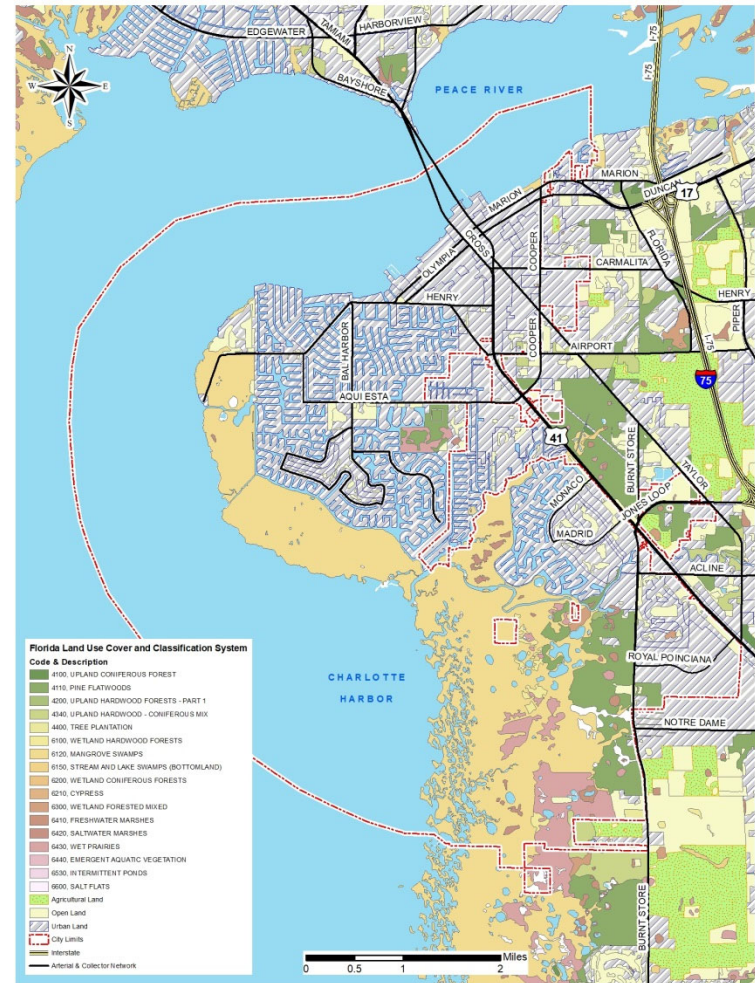 EDGEWATER
TAMIAMI
HARBORVIEW
BAYSHORE
I-75
I-75
N
W
E
S
PEACE RIVER
MARION
DUNCAN
17
MARION
OLYMPIA
CROSS
COOPER
FLORIDA
CARMALITA
HENRY
HENRY
PIPER
I-75
BAL HARBOR
COOPER
AIRPORT
75
AQUI ESTA
41
BURNT STORE
TAYLOR
MONACO
JONES LOOP
MADRID
ACLINE
ROYAL POINCIANA
NOTRE DAME
CHARLOTTE
HARBOR
BURNT STORE
Florida Land Use Cover and Classification System
Code & Description
4100, UPLAND CONIFEROUS FOREST
4110, PINE FLATWOODS
4200, UPLAND HARDWOOD FORESTS - PART 1
4340, UPLAND HARDWOOD - CONIFEROUS MIX
4400, TREE PLANTATION
6100, WETLAND HARDWOOD FORESTS
6120, MANGROVE SWAMPS
6150, STREAM AND LAKE SWAMPS (BOTTOMLAND)
6200, WETLAND CONIFEROUS FORESTS
6210, CYPRESS
6300, WETLAND FORESTED MIXED
6410, FRESHWATER MARSHES
6420, SALTWATER MARSHES
6430, WET PRAIRIES
6440, EMERGENT AQUATIC VEGETATION
6530, INTERMITTENT PONDS
6600, SALT FLATS
Agricultural Land
Open Land
Urban Land
City Limits
Interstate
Arterial & Collector Network
Miles
0 0.5 1 2